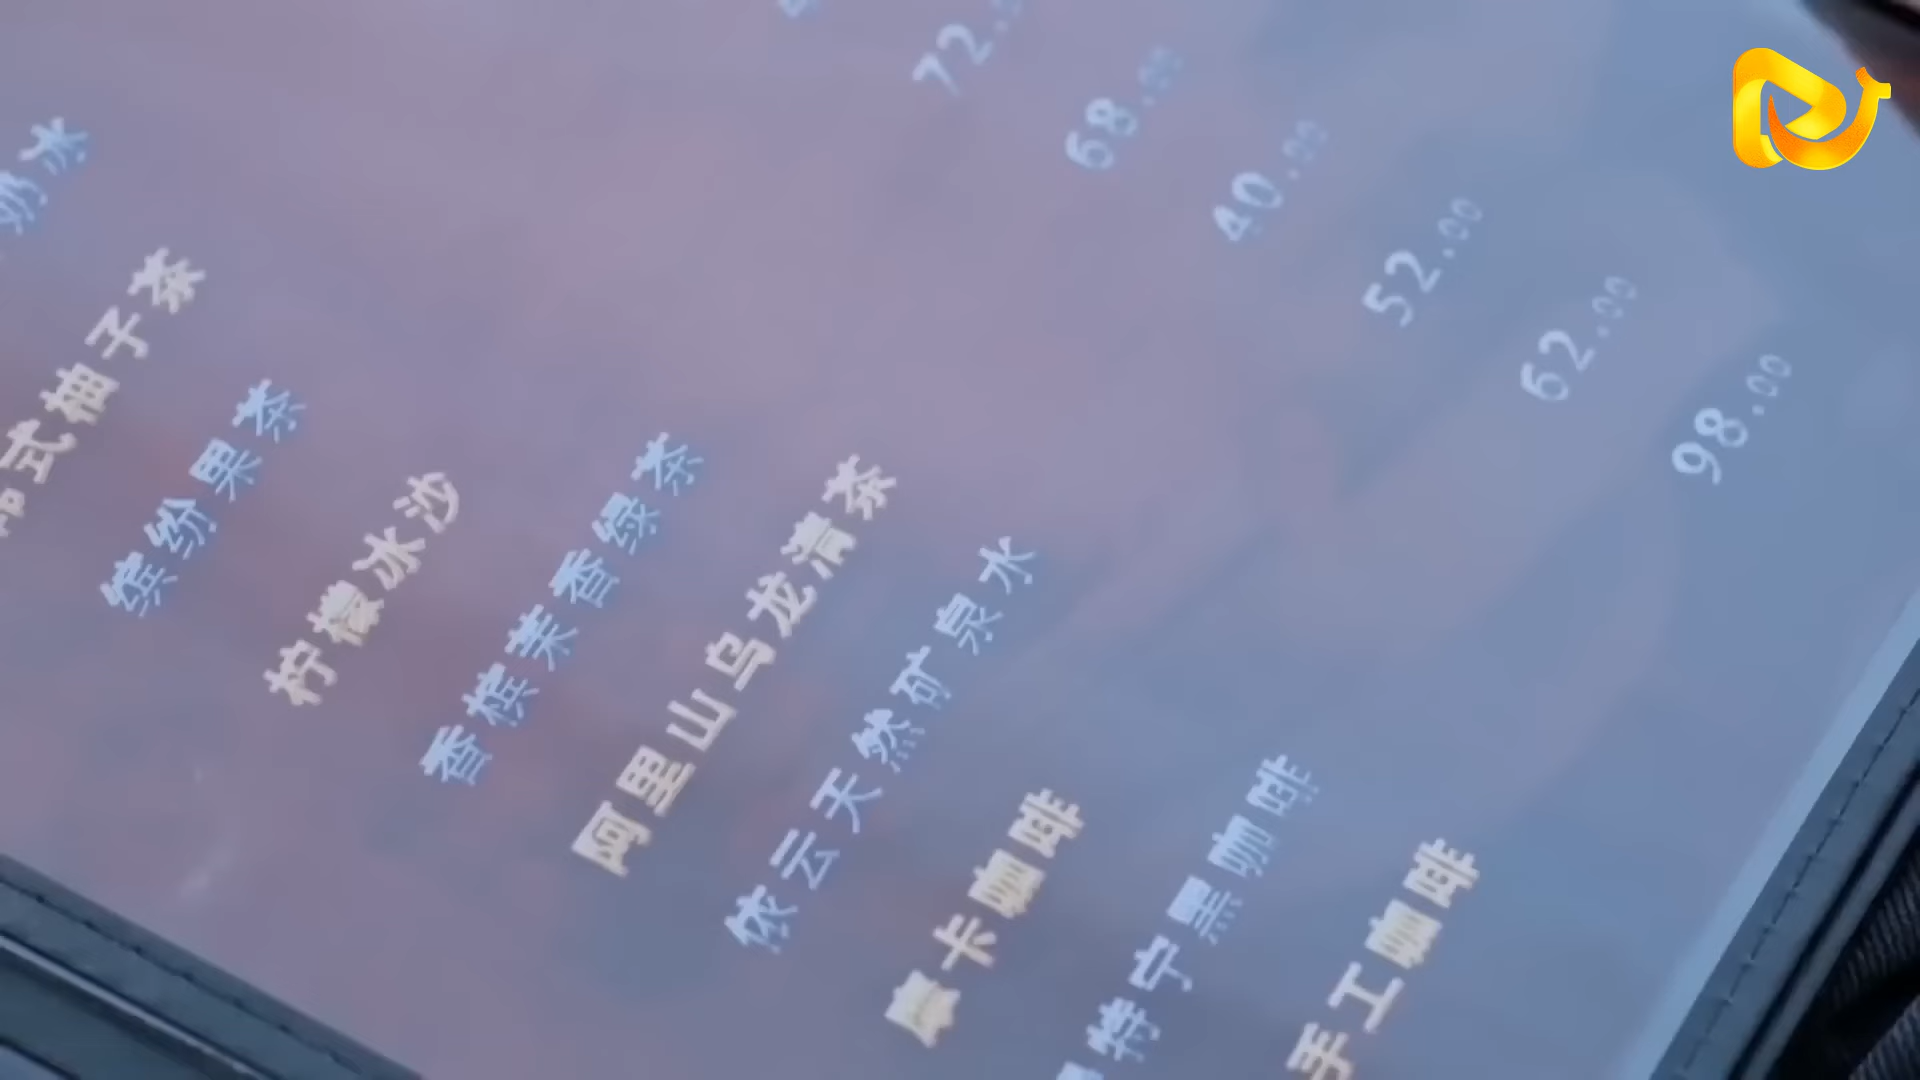 式柚子茶
缤纷果茶
柠檬冰沙
香槟茉香绿茶 72
阿里山乌龙清茶 68.00
依云天然矿泉水 40.00
摩卡咖啡 52.00
特宁黑咖啡 62.00
手工咖啡 98.00